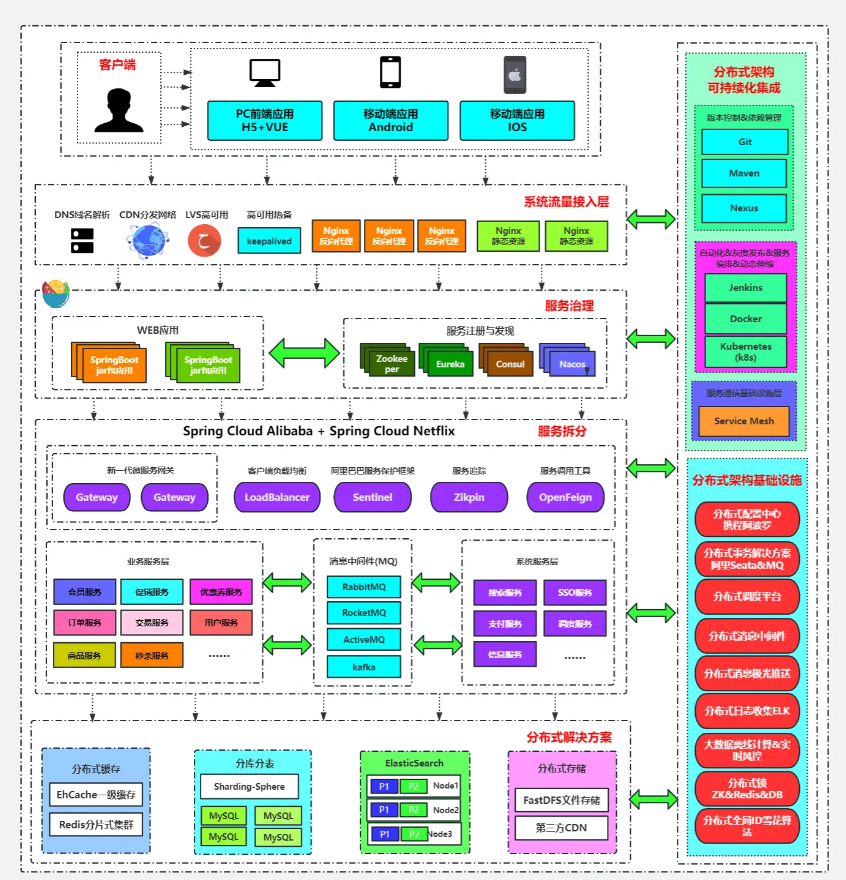 客户端
PC前端应用
H5+VUE
移动端应用
Android
移动端应用
IOS
系统流量接入层
DNS域名解析
CDN分发网络
LVS高可用
高可用热备
keepalived
Nginx
反向代理
Nginx
反向代理
Nginx
反向代理
Nginx
静态资源
Nginx
静态资源
服务治理
WEB应用
SpringBoot
jar包应用
SpringBoot
jar包应用
服务注册与发现
Zookee
per
Eureka
Consul
Nacos
Spring Cloud Alibaba + Spring Cloud Netflix
服务拆分
新一代微服务网关
Gateway
Gateway
客户端负载均衡
LoadBalancer
阿里巴巴服务保护框架
Sentinel
服务追踪
Zikpin
服务调用工具
OpenFeign
业务服务层
会员服务
促销服务
优惠券服务
订单服务
交易服务
用户服务
商品服务
秒杀服务
......
消息中间件(MQ)
RabbitMQ
RocketMQ
ActiveMQ
kafka
系统服务层
搜索服务
SSO服务
支付服务
调度服务
信息服务
......
分布式解决方案
分布式缓存
EhCache一级缓存
Redis分片式集群
分库分表
Sharding-Sphere
MySQL
MySQL
MySQL
MySQL
ElasticSearch
P1
P2
Node1
P1
P2
Node2
P1
P2
Node3
分布式存储
FastDFS文件存储
第三方CDN
分布式架构
可持续化集成
版本控制&依赖管理
Git
Maven
Nexus
自动化&灰度发布&服务
编排&动态伸缩
Jenkins
Docker
Kubernetes
(k8s)
服务通信基础设施层
Service Mesh
分布式架构基础设施
分布式配置中心
携程阿波罗
分布式事务解决方案
阿里Seata&MQ
分布式调度平台
分布式消息中间件
分布式消息极光推送
分布式日志收集ELK
大数据离线计算&实
时风控
分布式锁
ZK&Redis&DB
分布式全局ID雪花算
法